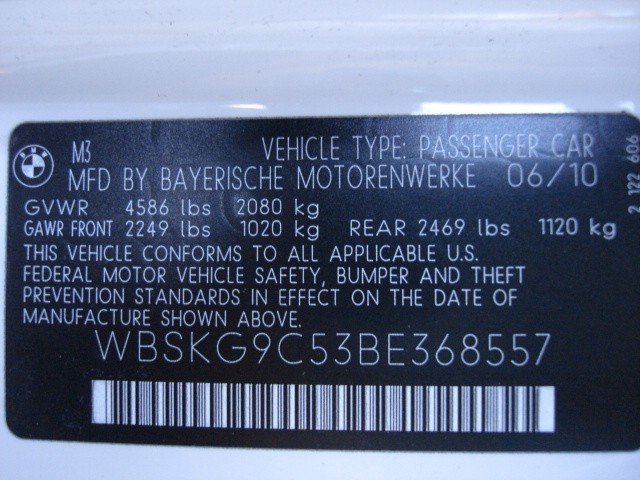 BMW
M3 VEHICLE TYPE: PASSENGER CAR
MFD BY BAYERISCHE MOTORENWERKE 06/10
GVWR 4586 lbs 2080 kg
GAWR FRONT 2249 lbs 1020 kg REAR 2469 lbs 1120 kg
THIS VEHICLE CONFORMS TO ALL APPLICABLE U.S.
FEDERAL MOTOR VEHICLE SAFETY, BUMPER AND THEFT
PREVENTION STANDARDS IN EFFECT ON THE DATE OF
MANUFACTURE SHOWN ABOVE.
WBSKG9C53BE368557
2 122 606